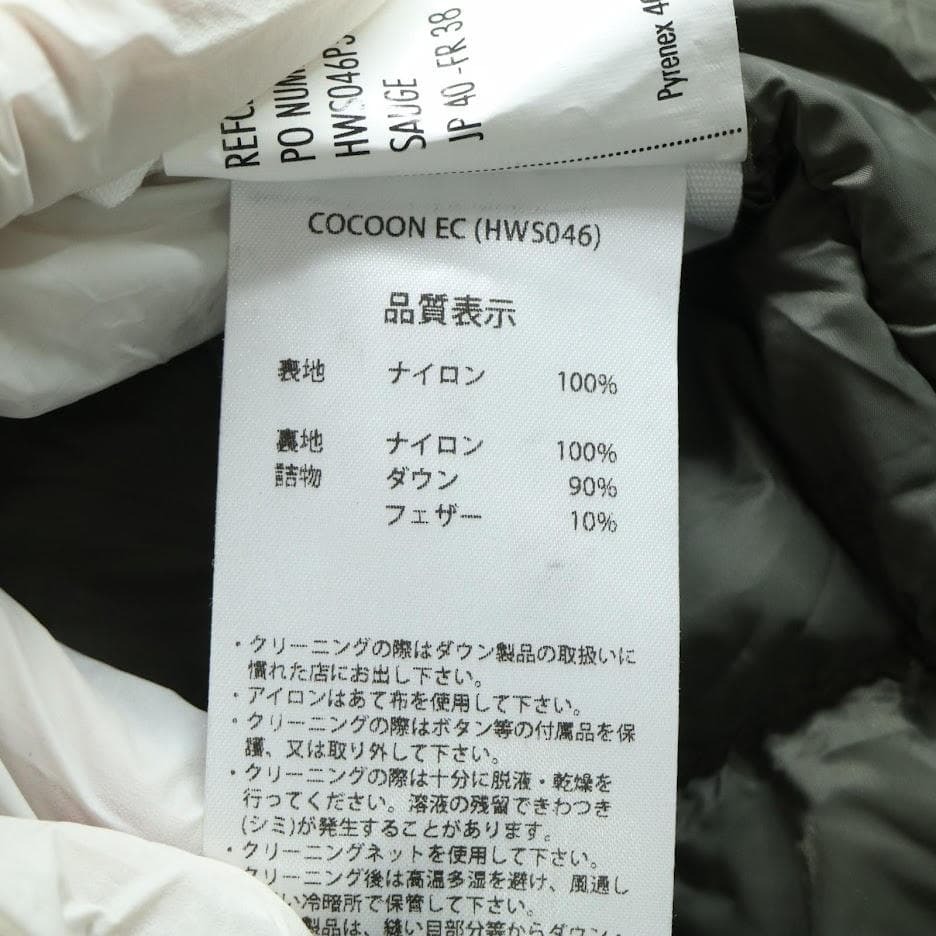 PO NUM
HWS046P
SAUGE
JP 40 -FR 38
Pyrenex
COCOON EC (HWS046)
品質表示
裏地 ナイロン 100%
裏地 ナイロン 100%
詰物 ダウン 90%
フェザー 10%
・クリーニングの際はダウン製品の取扱いに
慣れた店にお出し下さい。
・アイロンはあて布を使用して下さい。
・クリーニングの際はボタン等の付属品を保
護、又は取り外して下さい。
・クリーニングの際は十分に脱液・乾燥を
行ってください。溶液の残留できわつき
(シミ)が発生することがあります。
・クリーニングネットを使用して下さい。
クリーニング後は高温多湿を避け、風通し
い冷暗所で保管して下さい。
製品は、縫い目部分等からダウン・